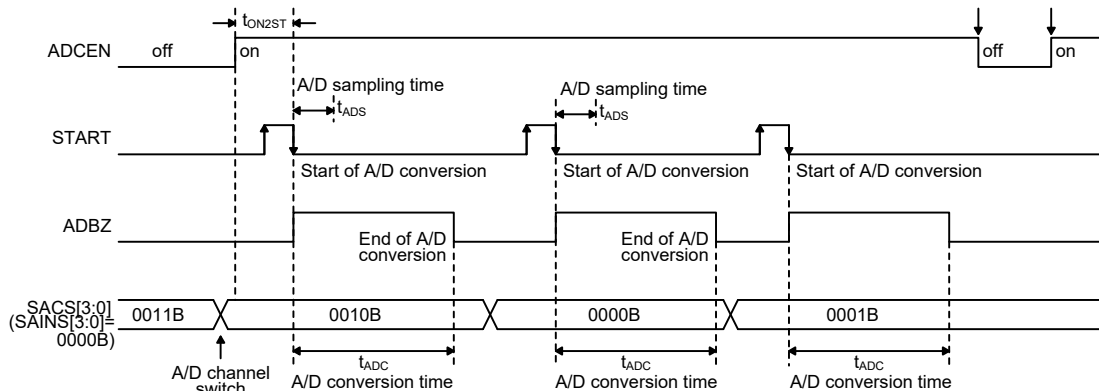 tON2ST
ADCEN
off
on
off
on
A/D sampling time
tADS
A/D sampling time
tADS
START
Start of A/D conversion
Start of A/D conversion
Start of A/D conversion
ADBZ
End of A/D
conversion
End of A/D
conversion
SACS[3:0]
(SAINS[3:0]=
0000B)
0011B
0010B
0000B
0001B
A/D channel
switch
tADC
A/D conversion time
tADC
A/D conversion time
tADC
A/D conversion time